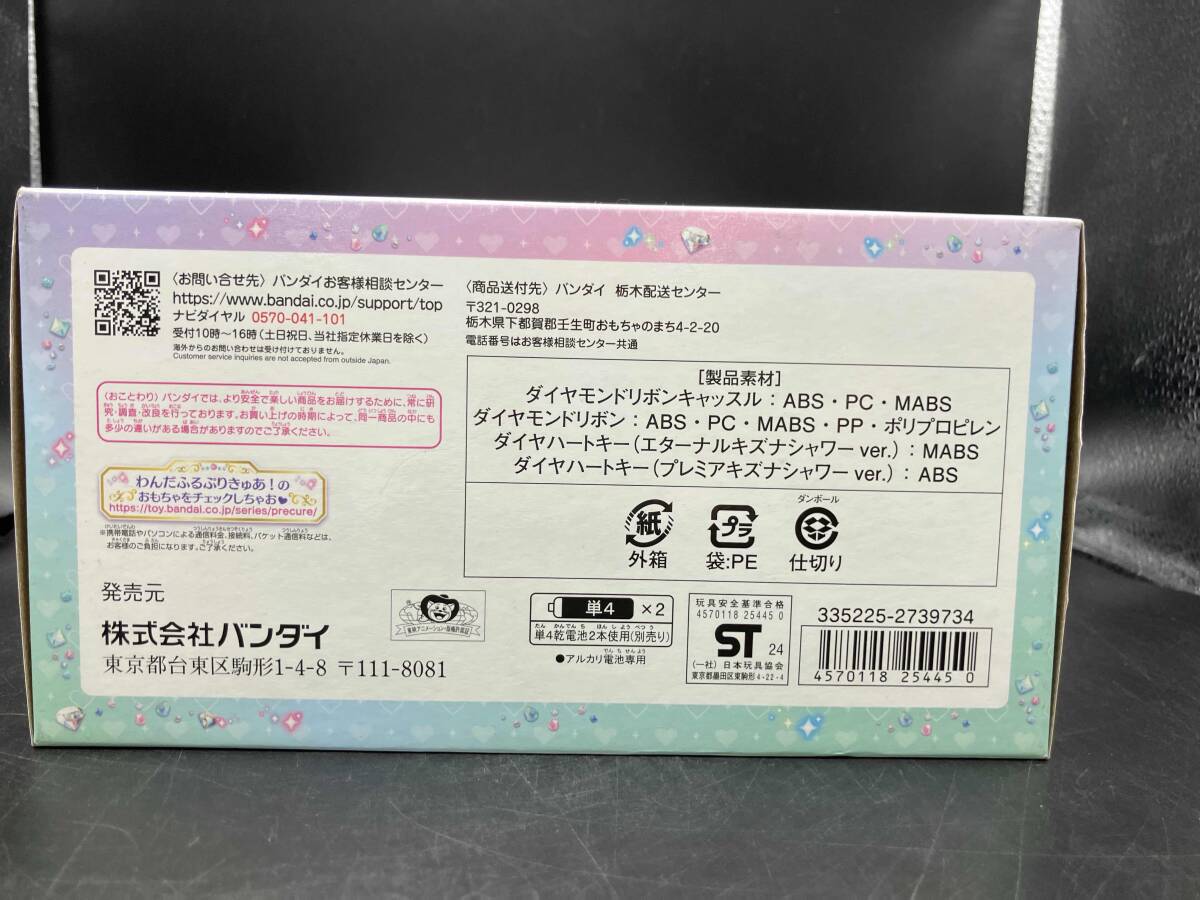 〈お問い合せ先〉バンダイお客様相談センター
https://www.bandai.co.jp/support/top
ナビダイヤル 0570-041-101
受付10時～16時(土日祝日、当社指定休業日を除く)
海外からのお問い合わせは受け付けておりません。
Customer service inquiries are not accepted from outside Japan.
〈おことわり〉バンダイでは、より安全で楽しい商品をお届けするために、常に研
究・調査・改良を行っております。お買い上げの時期によって、同一商品の中にも
多少の違いがある場合がありますのでご了承ください。
わんだふるぷりきゅあ！の
おもちゃをチェックしちゃお♥
https://toy.bandai.co.jp/series/precure/
※携帯電話やパソコンによる通信料金、接続料、パケット通信料などは、
お客様のご負担になります。ご了承ください。
発売元
株式会社バンダイ
東京都台東区駒形1-4-8 〒111-8081
〈商品送付先〉バンダイ 栃木配送センター
〒321-0298
栃木県下都賀郡壬生町おもちゃのまち4-2-20
電話番号はお客様相談センター共通
[製品素材]
ダイヤモンドリボンキャッスル：ABS・PC・MABS
ダイヤモンドリボン：ABS・PC・MABS・PP・ポリプロピレン
ダイヤハートキー(エターナルキズナシャワーver.)：MABS
ダイヤハートキー(プレミアキズナシャワーver.)：ABS
ダンボール
紙 プラ
外箱 袋:PE 仕切り
東映アニメーション・版権許諾証
単4 ×2
単4乾電池2本使用(別売り)
●アルカリ電池専用
玩具安全基準合格
4570118 25445 0
ST 24
(一社)日本玩具協会
東京都墨田区東駒形4-22-4
335225-2739734
4570118 254450